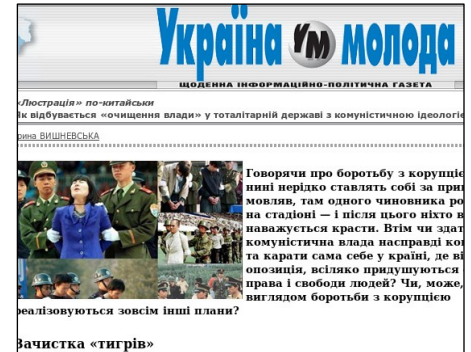 Україна УМ молода
ЩОДЕННА ІНФОРМАЦІЙНО-ПОЛІТИЧНА ГАЗЕТА
«Люстрація» по-китайськи
Як відбувається «очищення влади» у тоталітарній державі з комуністичною ідеологіє
рина ВИШНЕВСЬКА
Говорячи про боротьбу з корупціє
нині нерідко ставлять собі за при
мовляв, там одного чиновника ро
на стадіоні — і після цього ніхто в
наважується красти. Втім чи здат
комуністична влада насправді ко
та карати сама себе у країні, де ві
опозиція, всіляко придушуються
права і свободи людей? Чи, може,
виглядом боротьби з корупцією
реалізовуються зовсім інші плани?
Зачистка «тигрів»